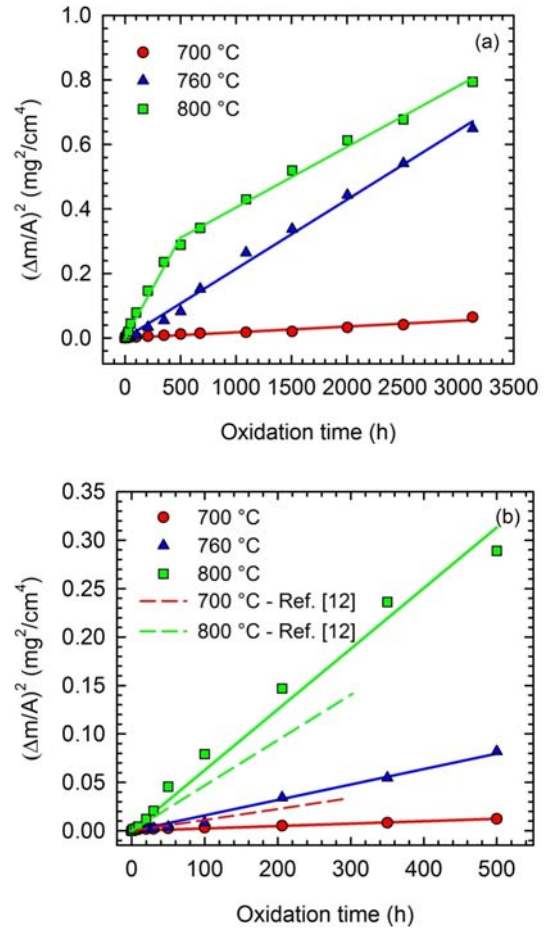 (a)
700 °C
760 °C
800 °C
(Δm/A)² (mg²/cm⁴)
1.0
0.8
0.6
0.4
0.2
0.0
0 500 1000 1500 2000 2500 3000 3500
Oxidation time (h)
(b)
700 °C
760 °C
800 °C
700 °C - Ref. [12]
800 °C - Ref. [12]
(Δm/A)² (mg²/cm⁴)
0.35
0.30
0.25
0.20
0.15
0.10
0.05
0.00
0 100 200 300 400 500
Oxidation time (h)